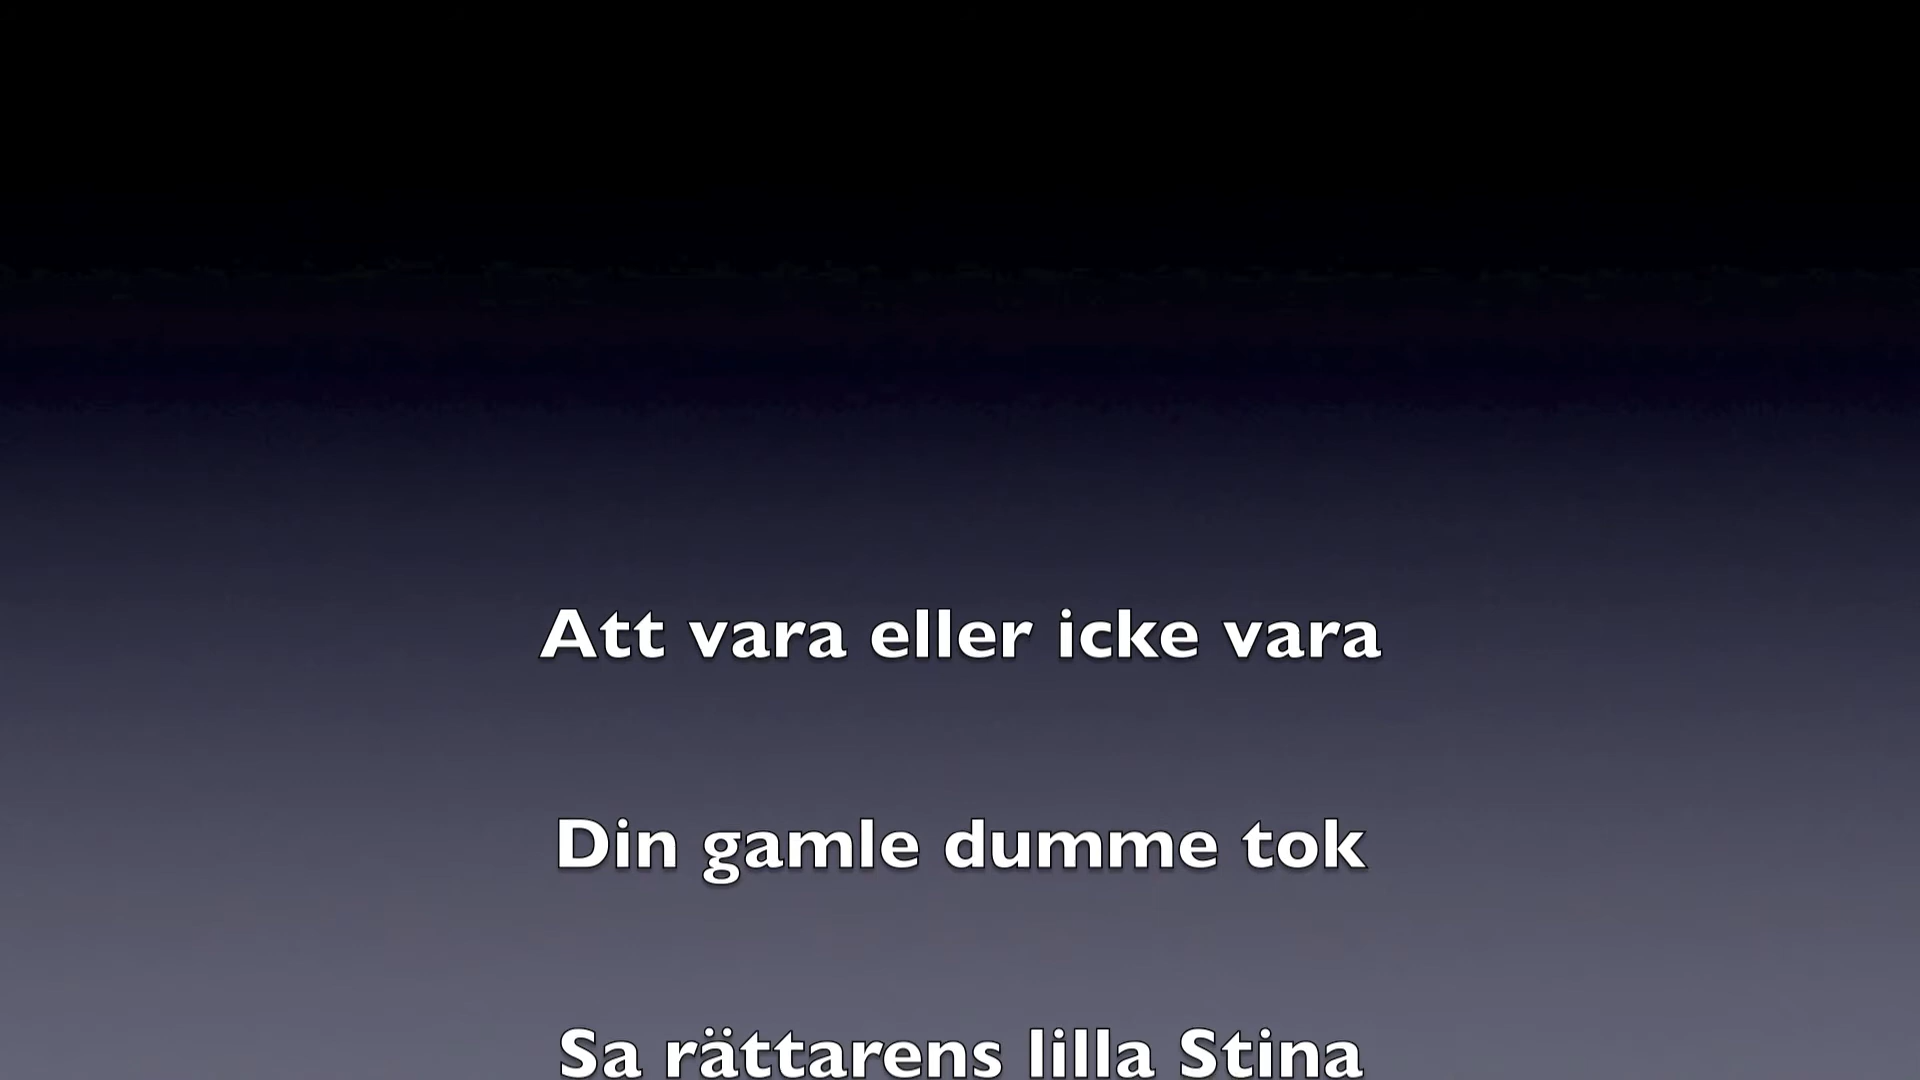 Att vara eller icke vara
Din gamle dumme tok
Sa rättarens lilla Stina